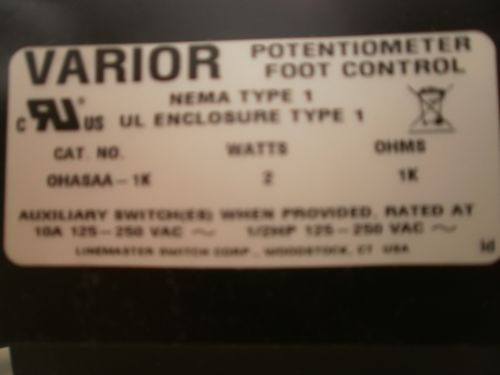 VARIOR POTENTIOMETER
FOOT CONTROL
NEMA TYPE 1
c RU ® US UL ENCLOSURE TYPE 1
CAT. NO. WATTS OHMS
OHASAA-1K 2 1K
AUXILIARY SWITCH(ES) WHEN PROVIDED, RATED AT
10A 125-250 VAC ~ 1/2HP 125-250 VAC ~
LINEMASTER SWITCH CORP., WOODSTOCK, CT USA
ld